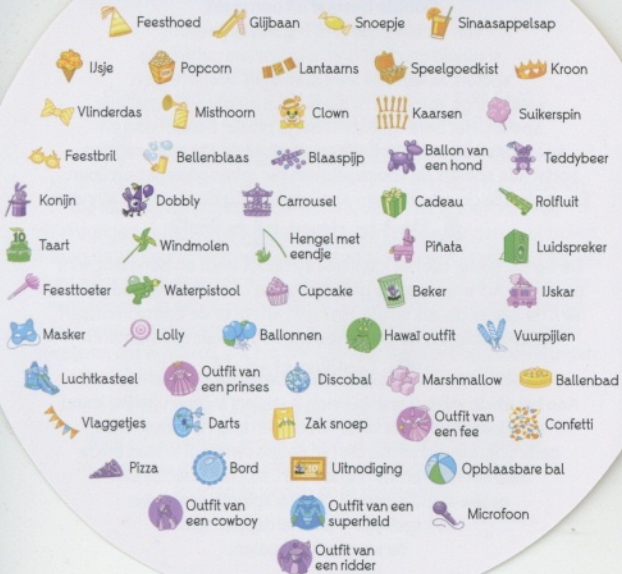 Feesthoed Glijbaan Snoepje Sinaasappelsap
IJsje Popcorn Lantaarns Speelgoedkist Kroon
Vlinderdas Misthoorn Clown Kaarsen Suikerspin
Feestbril Bellenblaas Blaaspijp Ballon van een hond Teddybeer
Konijn Dobbly Carrousel Cadeau Rolfluit
10 Taart Windmolen Hengel met eendje Piñata Luidspreker
Feesttoeter Waterpistool Cupcake Beker IJskar
Masker Lolly Ballonnen Hawaï outfit Vuurpijlen
Luchtkasteel Outfit van een prinses Discobal Marshmallow Ballenbad
Vlaggetjes Darts Zak snoep Outfit van een fee Confetti
Pizza Bord Uitnodiging Opblaasbare bal
Outfit van een cowboy Outfit van een superheld Microfoon
Outfit van een ridder